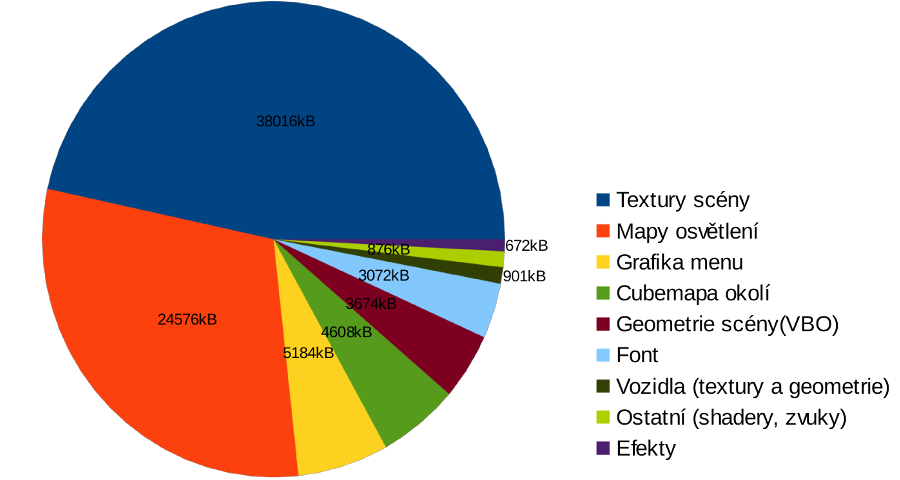 38016kB
24576kB
5184kB
4608kB
3674kB
3072kB
876kB
672kB
901kB
Textury scény
Mapy osvětlení
Grafika menu
Cubemapa okolí
Geometrie scény(VBO)
Font
Vozidla (textury a geometrie)
Ostatní (shadery, zvuky)
Efekty